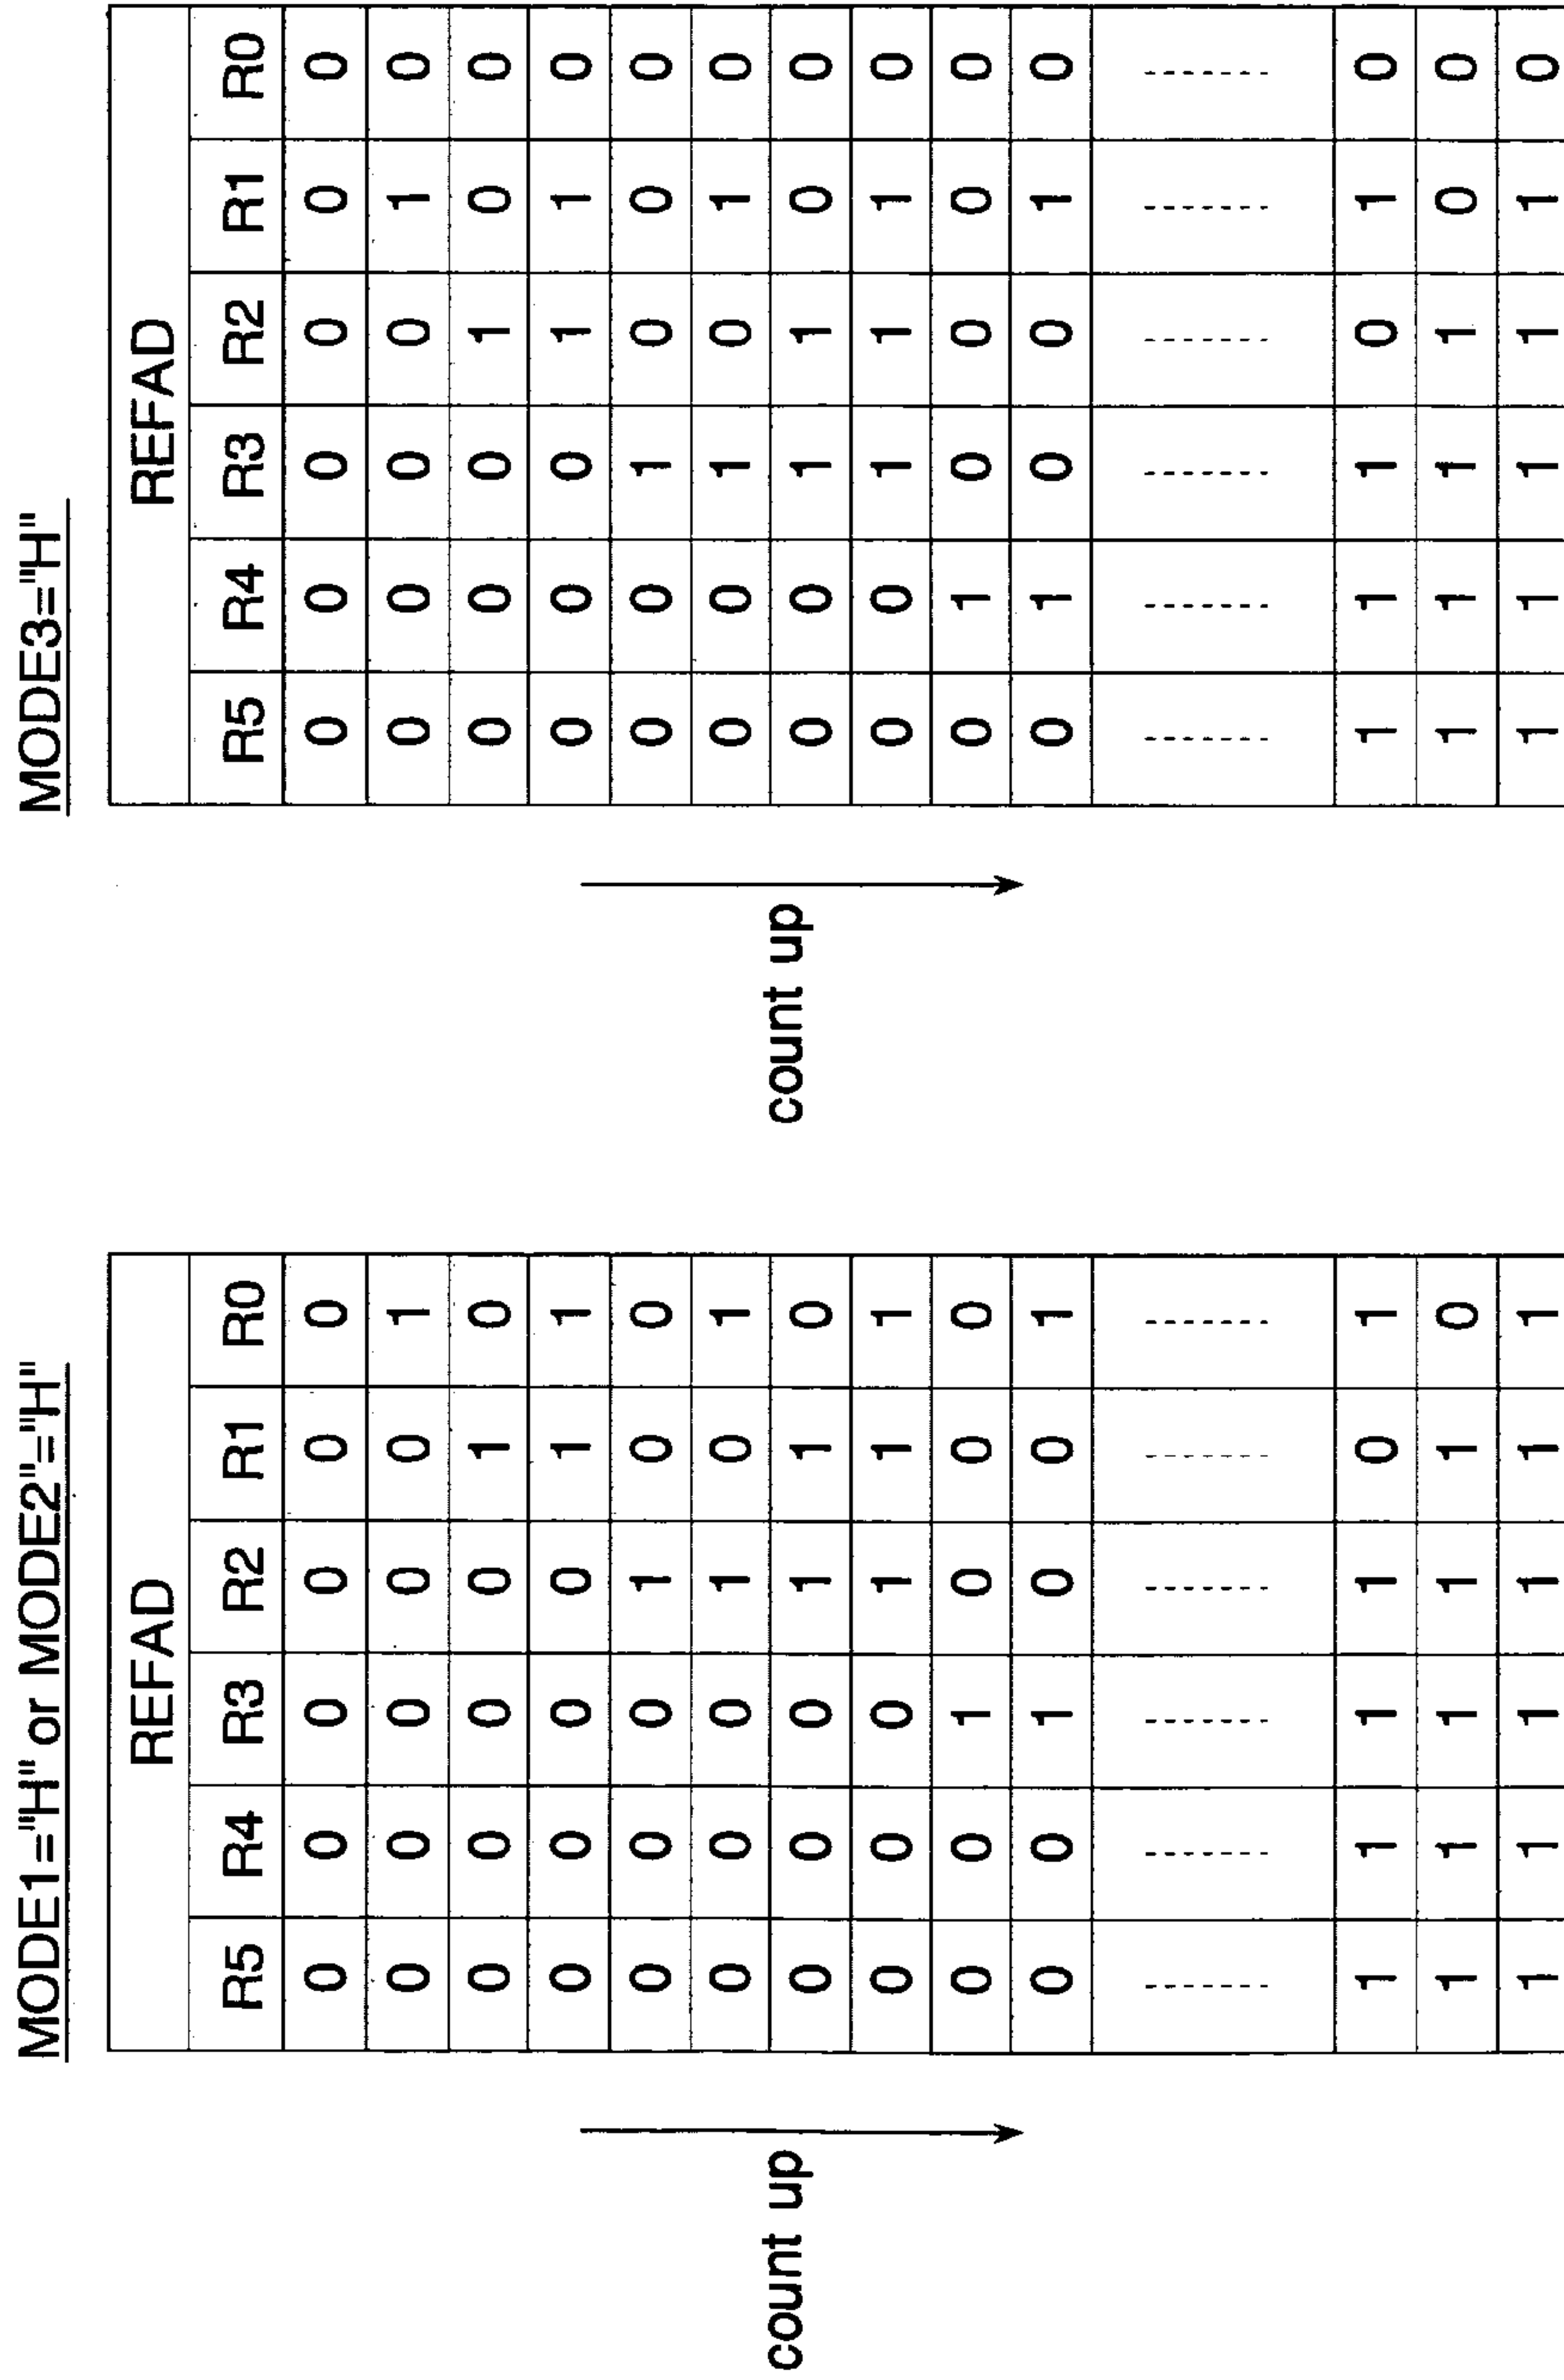 MODE1="H" or MODE2"="H"
count up
REFAD
R5 R4 R3 R2 R1 R0
0 0 0 0 0 0
0 0 0 0 0 1
0 0 0 0 1 0
0 0 0 0 1 1
0 0 0 1 0 0
0 0 0 1 0 1
0 0 0 1 1 0
0 0 0 1 1 1
0 0 1 0 0 0
0 0 1 0 0 1
1 1 1 1 0 1
1 1 1 1 1 0
1 1 1 1 1 1
MODE3="H"
count up
REFAD
R5 R4 R3 R2 R1 R0
0 0 0 0 0 0
0 0 0 0 1 0
0 0 0 1 0 0
0 0 0 1 1 0
0 0 1 0 0 0
0 0 1 0 1 0
0 0 1 1 0 0
0 0 1 1 1 0
0 1 0 0 0 0
0 1 0 0 1 0
1 1 1 0 1 0
1 1 1 1 0 0
1 1 1 1 1 0